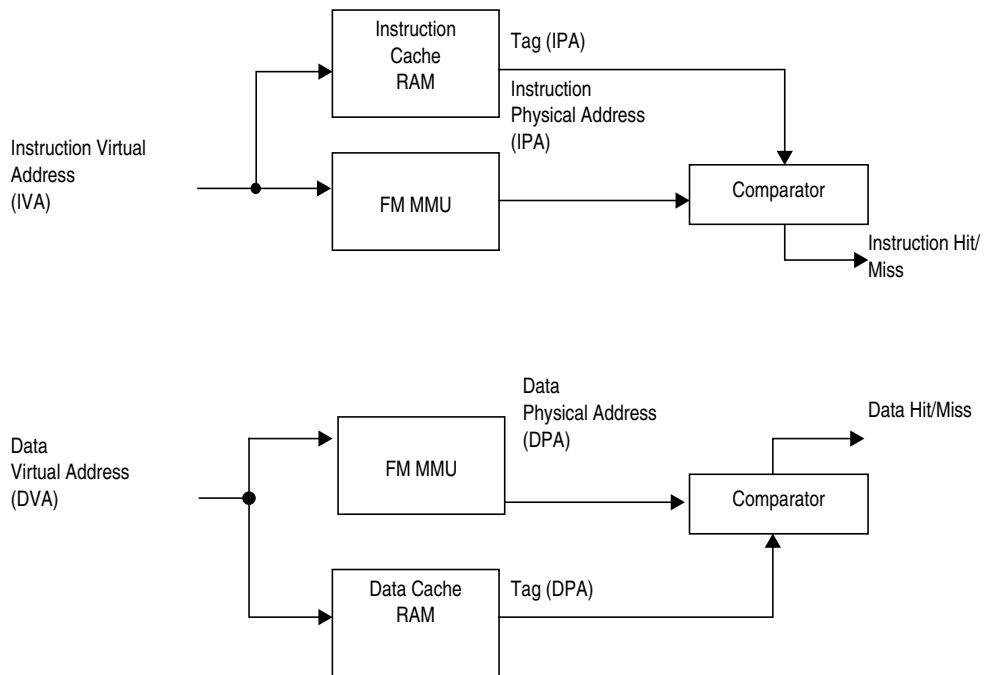 Instruction
Cache
RAM
Tag (IPA)
Instruction
Physical Address
(IPA)
Instruction Virtual
Address
(IVA)
FM MMU
Comparator
Instruction Hit/
Miss
Data
Physical Address
(DPA)
Data Hit/Miss
Data
Virtual Address
(DVA)
FM MMU
Comparator
Data Cache
RAM
Tag (DPA)